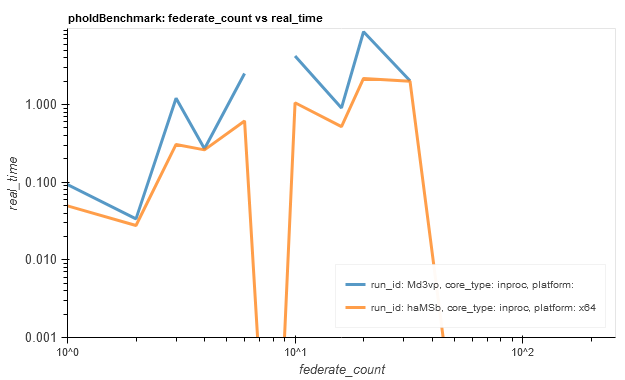 pholdBenchmark: federate_count vs real_time
real_time
1.000
0.100
0.010
0.001
run_id: Md3vp, core_type: inproc, platform:
run_id: haMSb, core_type: inproc, platform: x64
10^0
10^1
10^2
federate_count